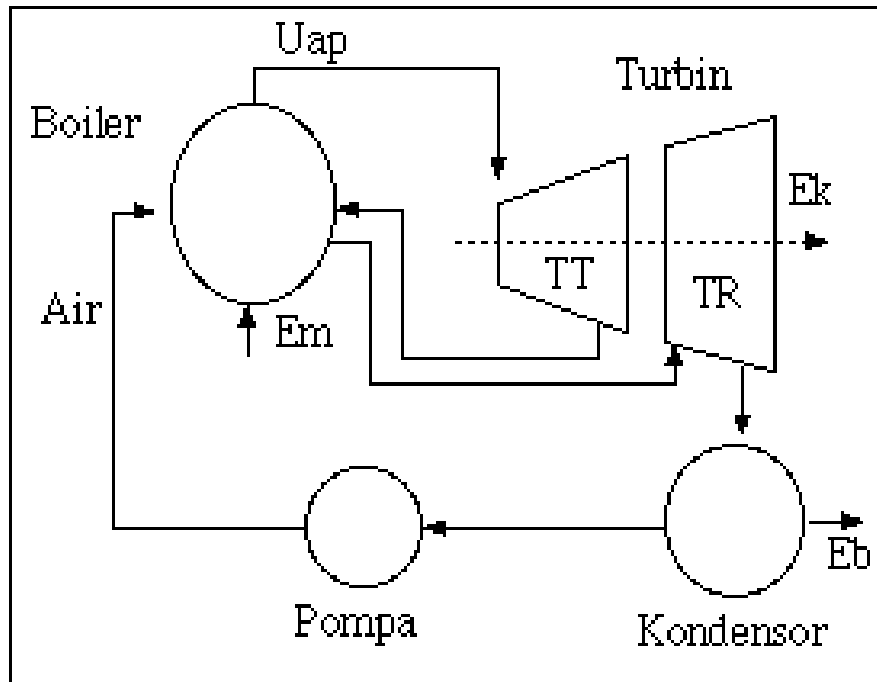 Uap
Turbin
Boiler
Ek
TT
TR
Air
Em
Eb
Pompa
Kondensor